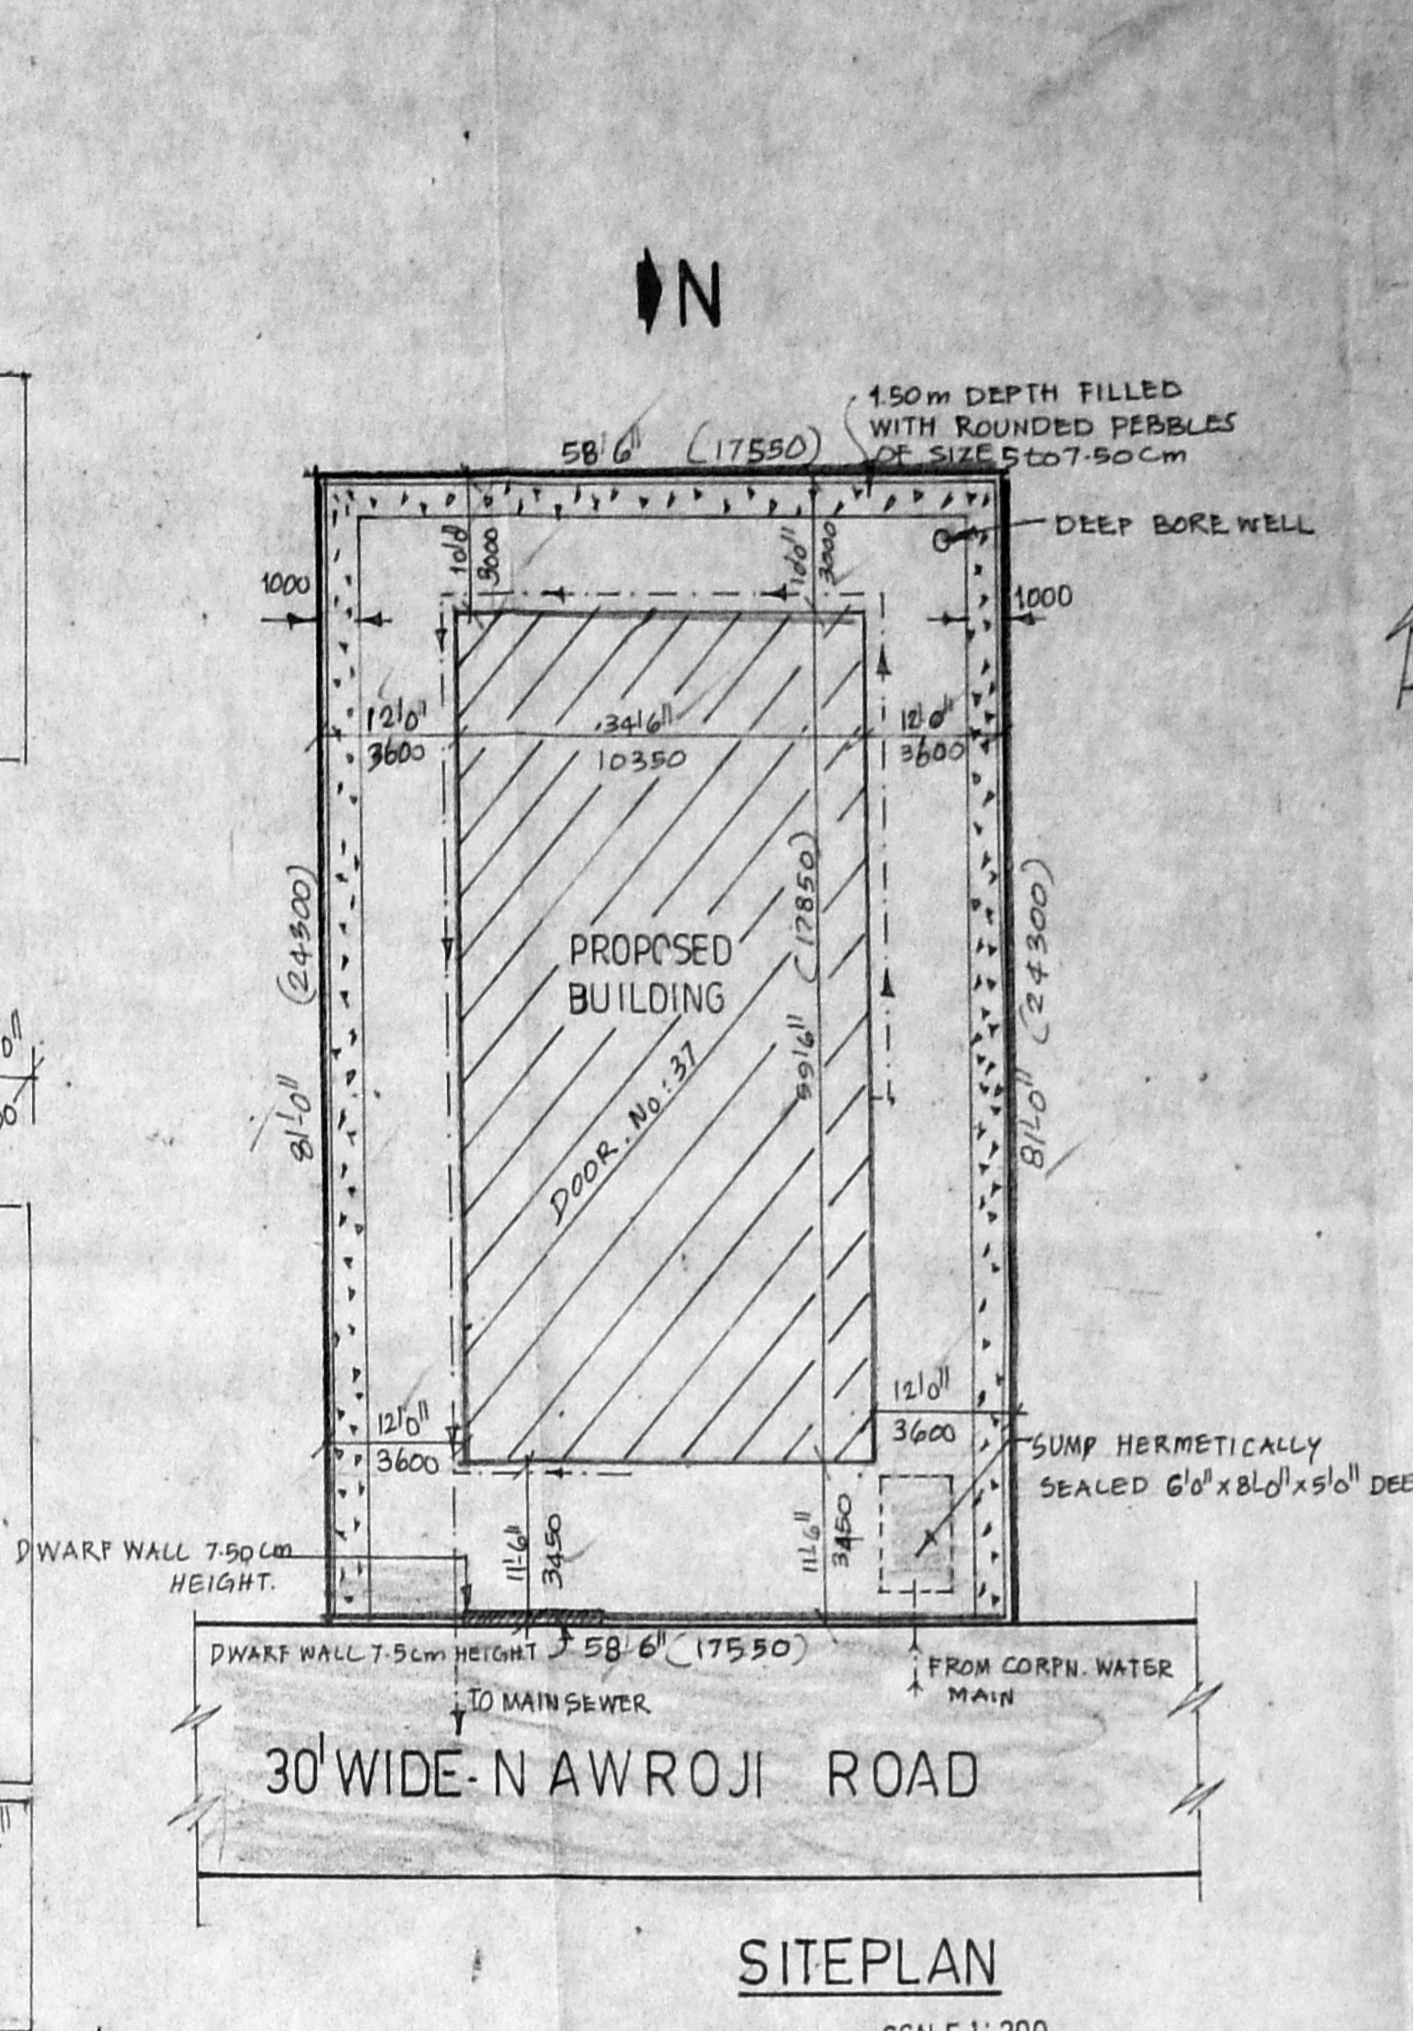 N
1.50m DEPTH FILLED
WITH ROUNDED PEBBLES
OF SIZE 5 to 7.50 Cm
58'6" (17550)
DEEP BORE WELL
10'0"
3000
10'0"
3000
1000
1000
12'0"
3600
34'6"
10350
12'0"
3600
81'-0" (24300)
59'6" (17850)
81'-0" (24300)
PROPOSED
BUILDING
DOOR. No: 37
12'0"
3600
12'0"
3600
SUMP HERMETICALLY
SEALED 6'0" x 8'-0" x 5'0"
11'-6"
3450
11'-6"
3450
DWARF WALL 7.50 Cm
HEIGHT.
DWARF WALL 7.5cm HEIGHT
58'-6" (17550)
FROM CORPN. WATER
MAIN
TO MAIN SEWER
30' WIDE - NAWROJI ROAD
SITEPLAN